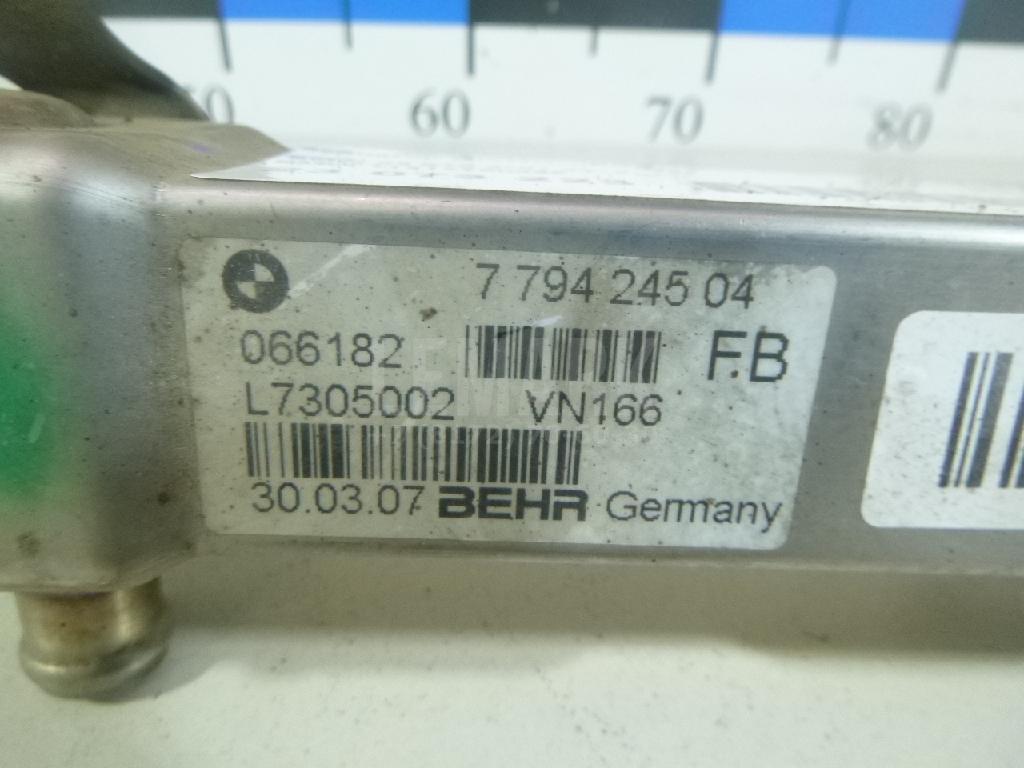 60 70 80
7 794 245 04
066182 F.B
L7305002 VN166
30.03.07 BEHR Germany